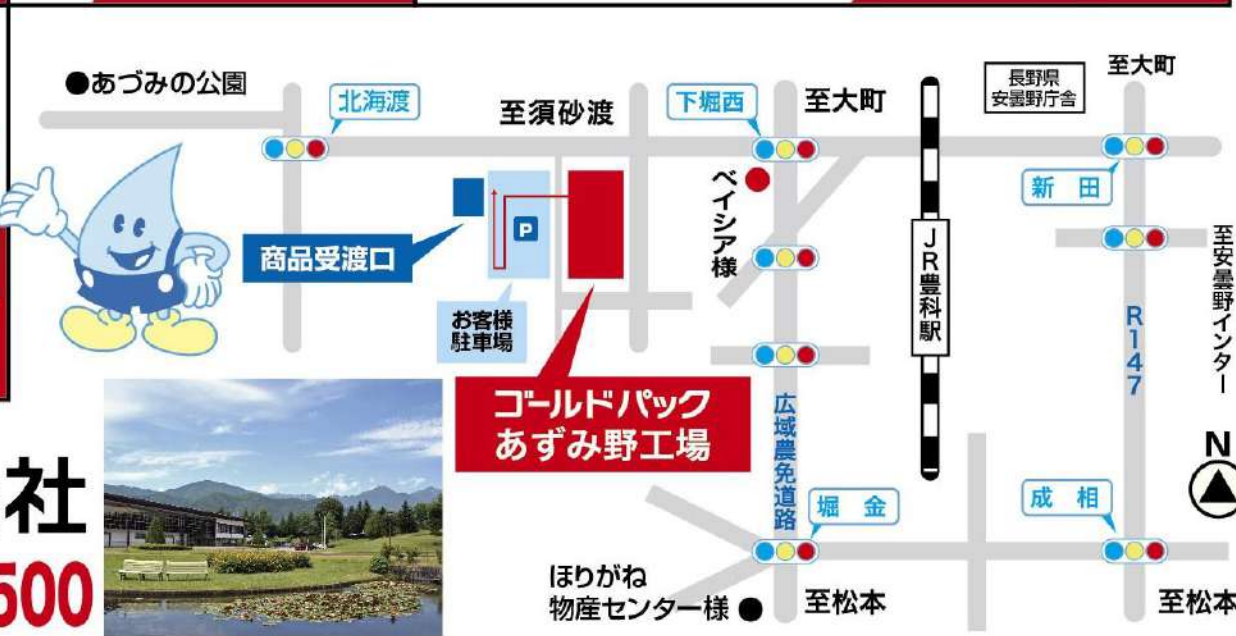 ●あづみの公園
北海渡
至須砂渡
下堀西
至大町
長野県
安曇野庁舎
至大町
ベイシア様
新 田
商品受渡口
P
JR豊科駅
至安曇野インター
お客様
駐車場
R147
ゴールドパック
あずみ野工場
広域農免道路
N
社
堀 金
成 相
500
ほりがね
物産センター様●
至松本
至松本